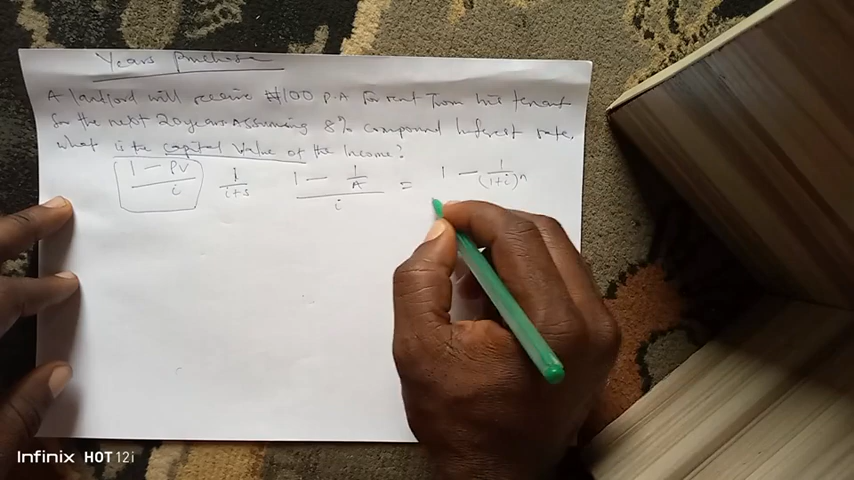 Years purchase
A landlord will receive ₦100 P.A for rent from his tenant
for the next 20years. Assuming 8% compound Interest rate,
what is the capital value of the Income?
1 - PV / i    1 / i+s    1 - 1/A / i = 1 - 1/(1+i)^n
Infinix HOT 12i